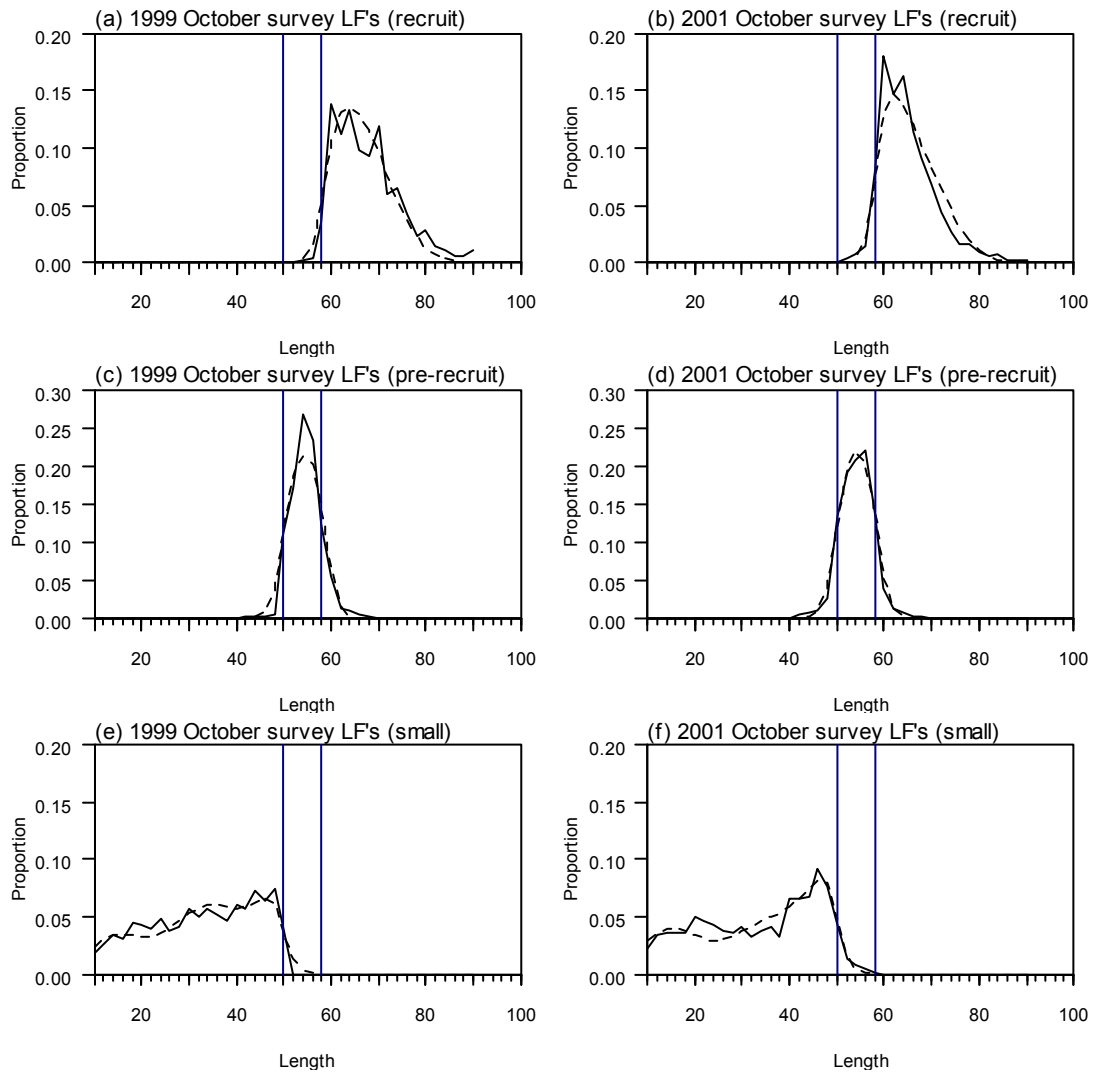 (a) 1999 October survey LF's (recruit)
0.20
0.15
0.10
0.05
0.00
Proportion
20 40 60 80 100
Length
(b) 2001 October survey LF's (recruit)
0.20
0.15
0.10
0.05
0.00
Proportion
20 40 60 80 100
Length
(c) 1999 October survey LF's (pre-recruit)
0.30
0.25
0.20
0.15
0.10
0.05
0.00
Proportion
20 40 60 80 100
Length
(d) 2001 October survey LF's (pre-recruit)
0.30
0.25
0.20
0.15
0.10
0.05
0.00
Proportion
20 40 60 80 100
Length
(e) 1999 October survey LF's (small)
0.20
0.15
0.10
0.05
0.00
Proportion
20 40 60 80 100
Length
(f) 2001 October survey LF's (small)
0.20
0.15
0.10
0.05
0.00
Proportion
20 40 60 80 100
Length